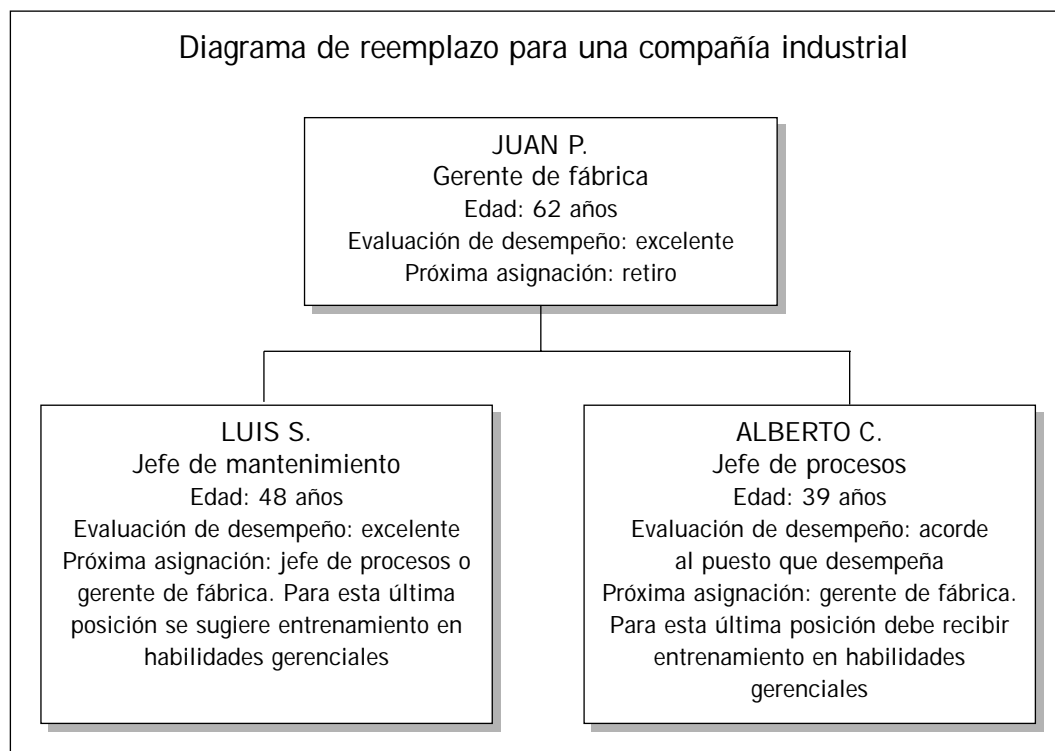 Diagrama de reemplazo para una compañía industrial
JUAN P.
Gerente de fábrica
Edad: 62 años
Evaluación de desempeño: excelente
Próxima asignación: retiro
LUIS S.
Jefe de mantenimiento
Edad: 48 años
Evaluación de desempeño: excelente
Próxima asignación: jefe de procesos o
gerente de fábrica. Para esta última
posición se sugiere entrenamiento en
habilidades gerenciales
ALBERTO C.
Jefe de procesos
Edad: 39 años
Evaluación de desempeño: acorde
al puesto que desempeña
Próxima asignación: gerente de fábrica.
Para esta última posición debe recibir
entrenamiento en habilidades
gerenciales